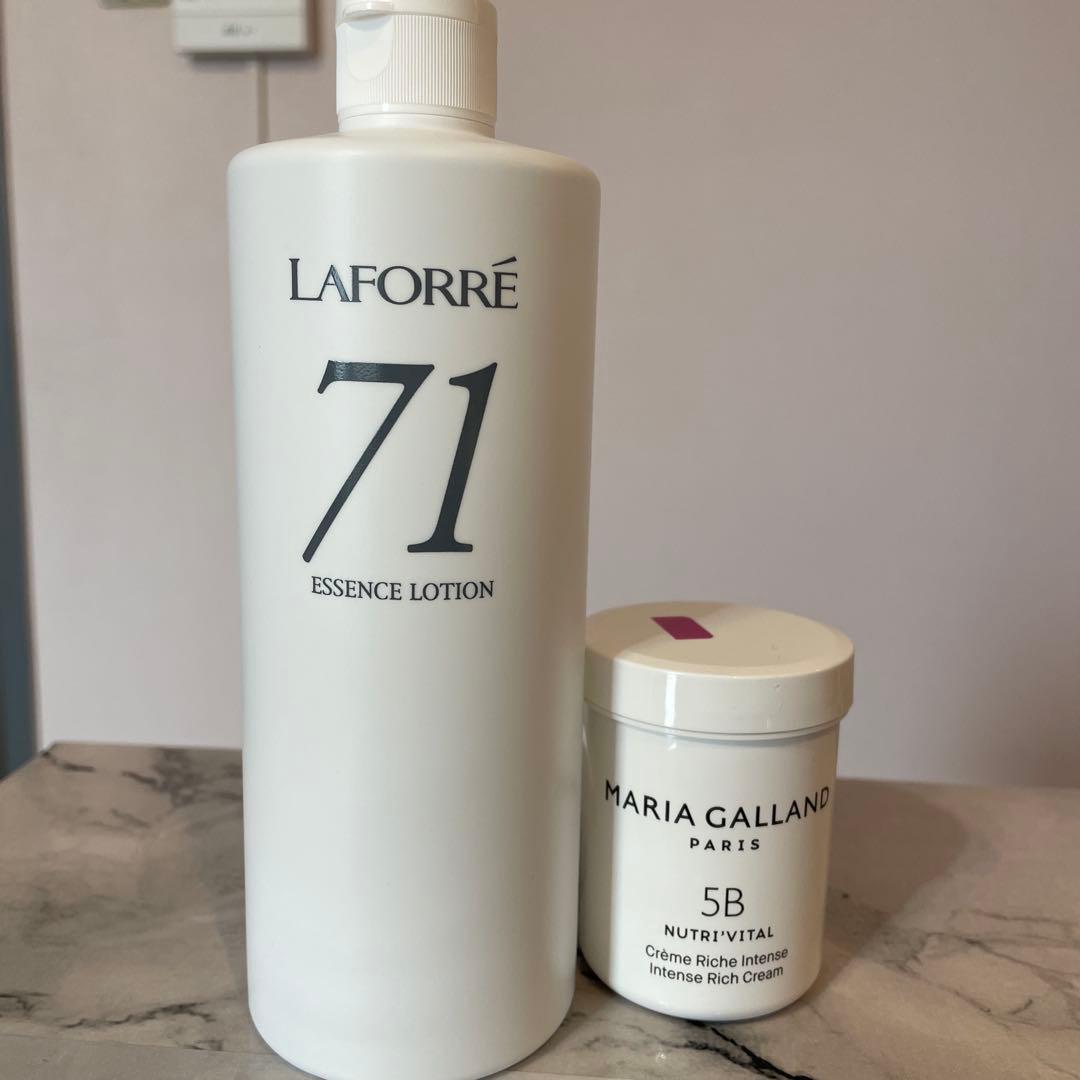 LAFORRÉ
71
ESSENCE LOTION
MARIA GALLAND
PARIS
5B
NUTRI'VITAL
Crème Riche Intense
Intense Rich Cream